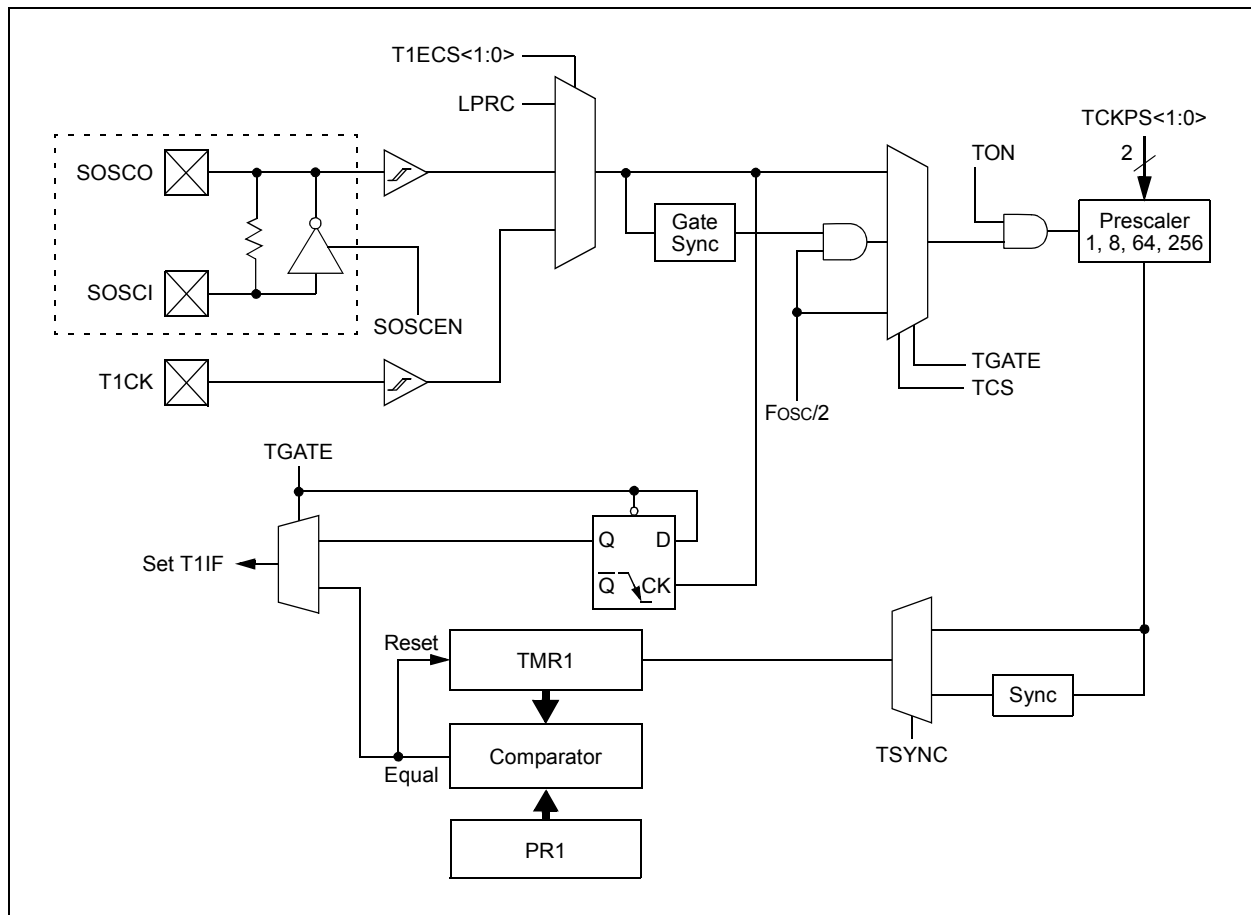 T1ECS<1:0>
LPRC
SOSCO
SOSCI
SOSCEN
T1CK
Gate
Sync
FOSC/2
TON
TCKPS<1:0>
2
Prescaler
1, 8, 64, 256
TGATE
TCS
TGATE
Set T1IF
Q D
Q CK
Reset
TMR1
Equal
Comparator
PR1
Sync
TSYNC